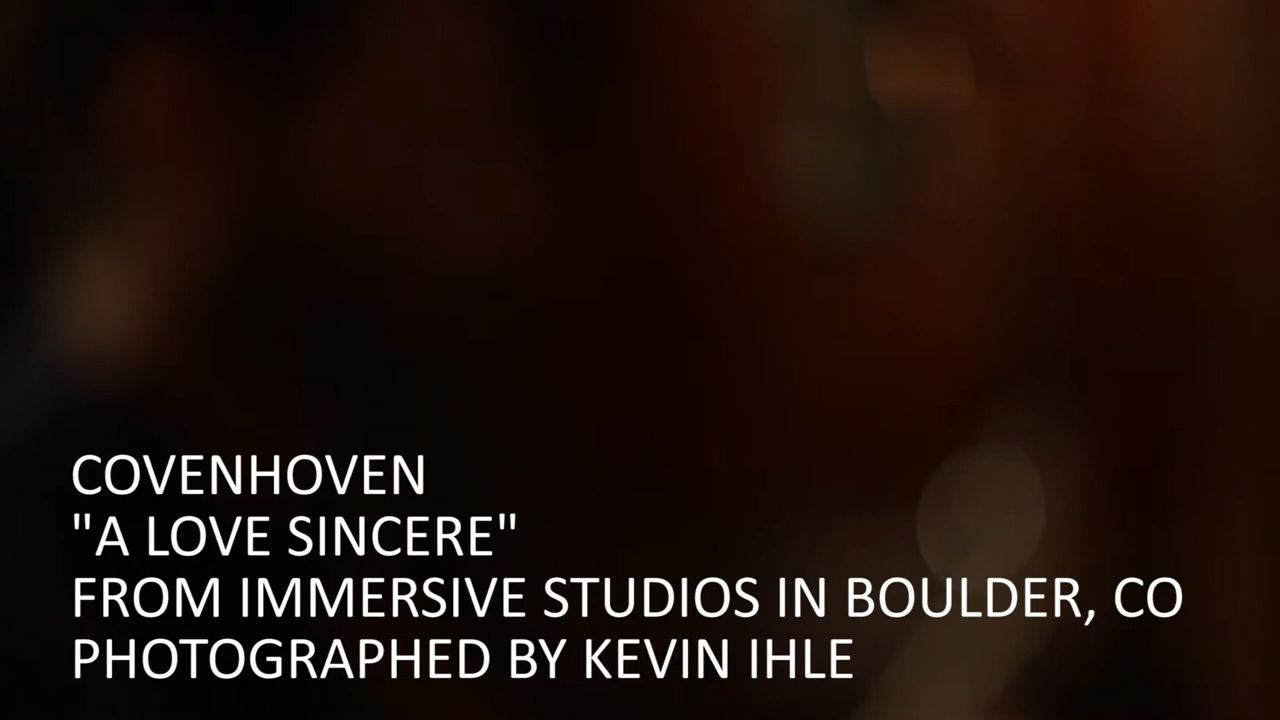 COVENHOVEN
"A LOVE SINCERE"
FROM IMMERSIVE STUDIOS IN BOULDER, CO
PHOTOGRAPHED BY KEVIN IHLE